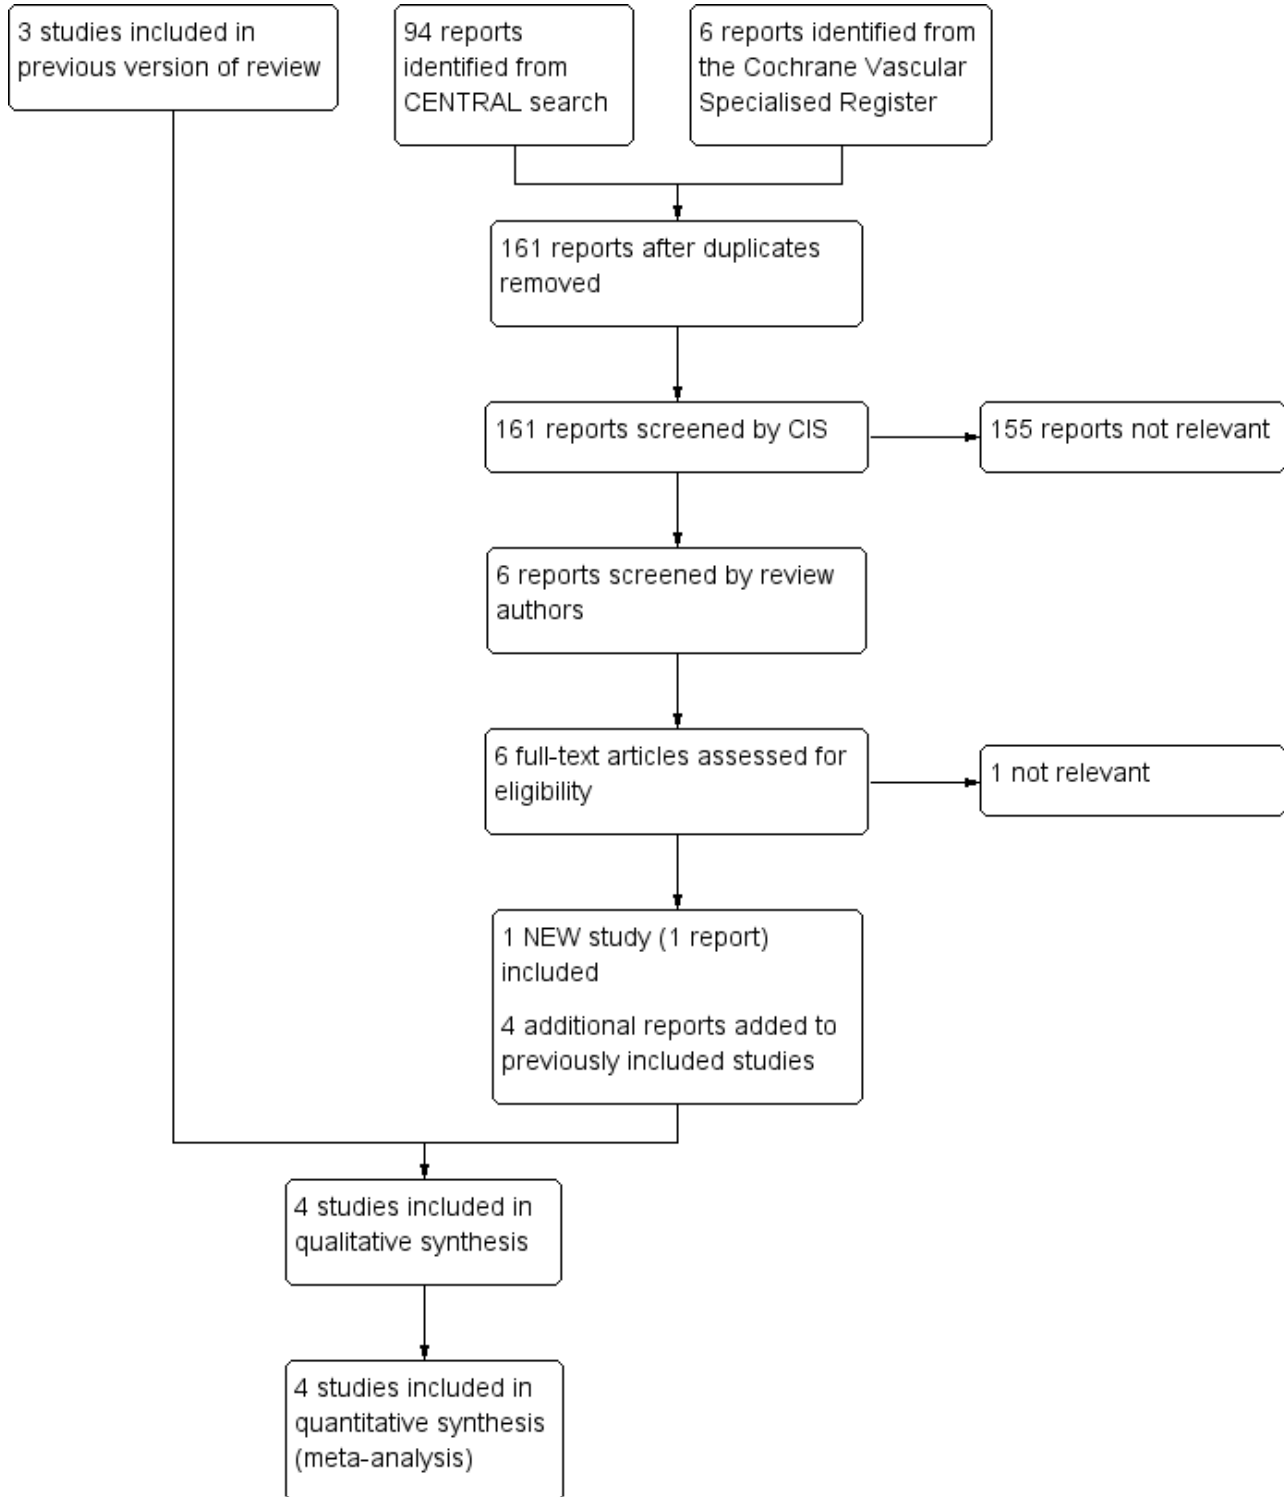 3 studies included in
previous version of review
94 reports
identified from
CENTRAL search
6 reports identified from
the Cochrane Vascular
Specialised Register
161 reports after duplicates
removed
161 reports screened by CIS
155 reports not relevant
6 reports screened by review
authors
6 full-text articles assessed for
eligibility
1 not relevant
1 NEW study (1 report)
included
4 additional reports added to
previously included studies
4 studies included in
qualitative synthesis
4 studies included in
quantitative synthesis
(meta-analysis)